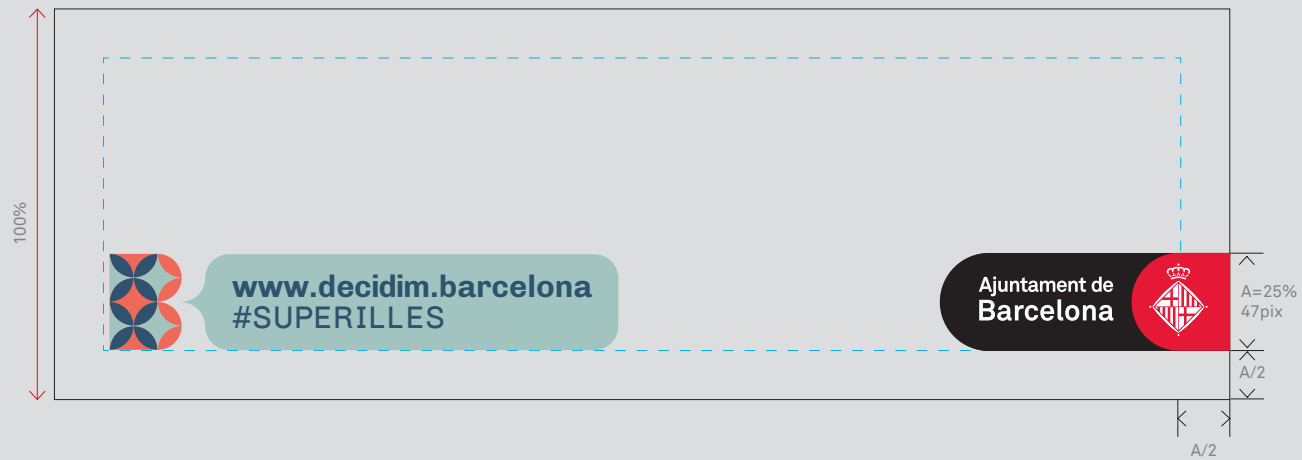 100%
www.decidim.barcelona
#SUPERILLES
Ajuntament de
Barcelona
A=25%
47pix
A/2
A/2